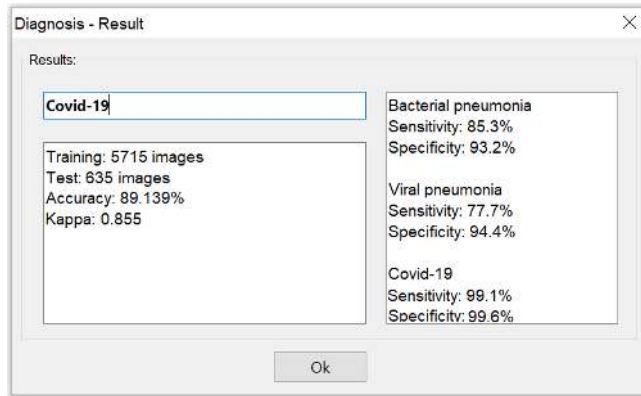 Diagnosis - Result
Results:
Covid-19
Training: 5715 images
Test: 635 images
Accuracy: 89.139%
Kappa: 0.855
Bacterial pneumonia
Sensitivity: 85.3%
Specificity: 93.2%
Viral pneumonia
Sensitivity: 77.7%
Specificity: 94.4%
Covid-19
Sensitivity: 99.1%
Specificity: 99.6%
Ok